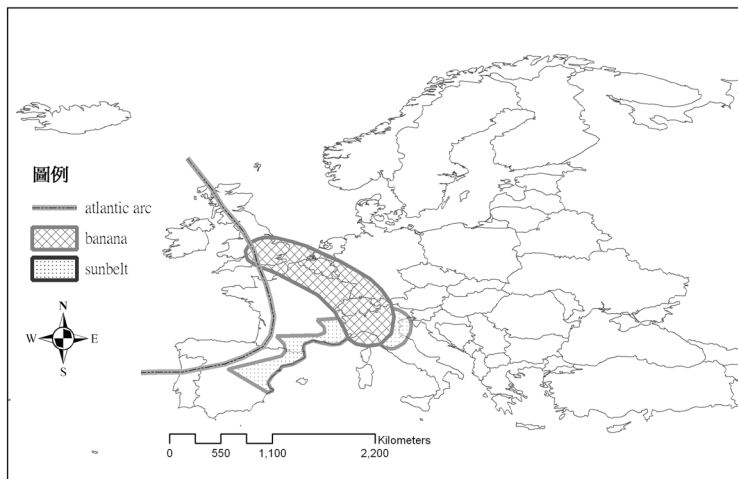 圖例
atlantic arc
banana
sunbelt
N
W E
S
Kilometers
0 550 1,100 2,200